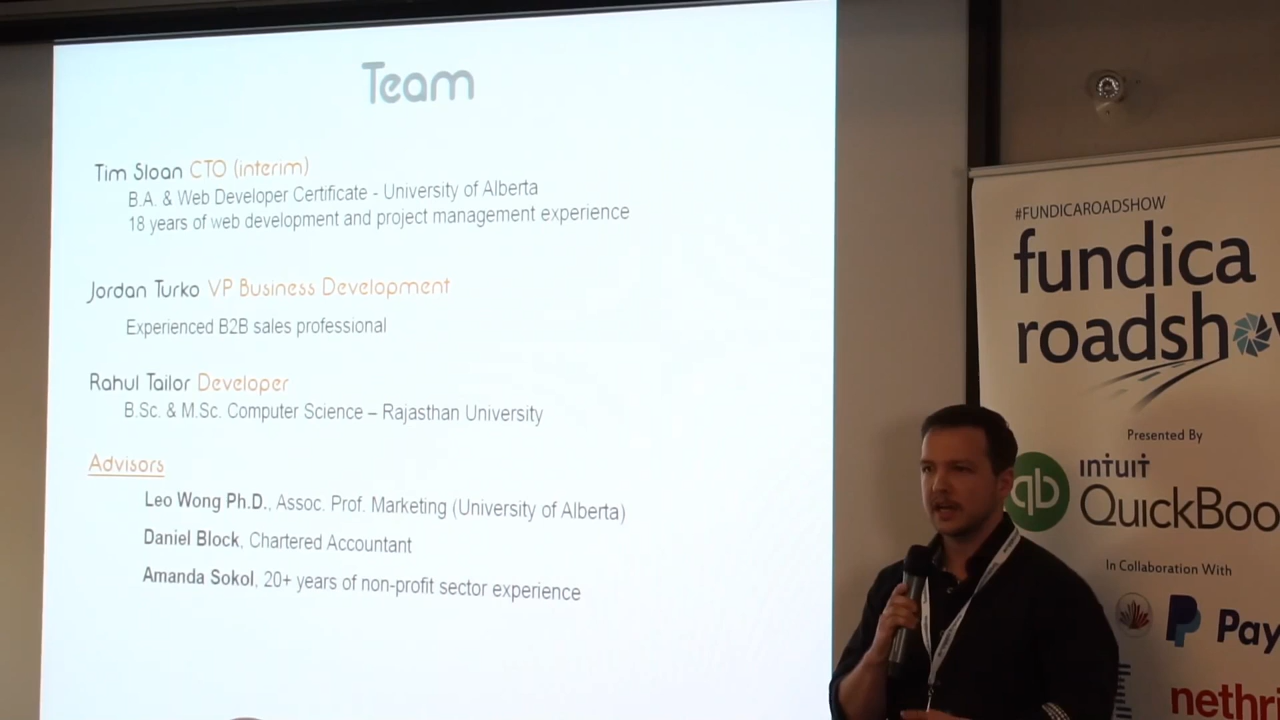 Team
Tim Sloan CTO (interim)
B.A. & Web Developer Certificate - University of Alberta
18 years of web development and project management experience
Jordan Turko VP Business Development
Experienced B2B sales professional
Rahul Tailor Developer
B.Sc. & M.Sc. Computer Science – Rajasthan University
Advisors
Leo Wong Ph.D., Assoc. Prof. Marketing (University of Alberta)
Daniel Block, Chartered Accountant
Amanda Sokol, 20+ years of non-profit sector experience
#FUNDICAROADSHOW
fundica
roadshow
Presented By
qb
INTUIT
QUICKBOO
In Collaboration With
P Pay
nethri